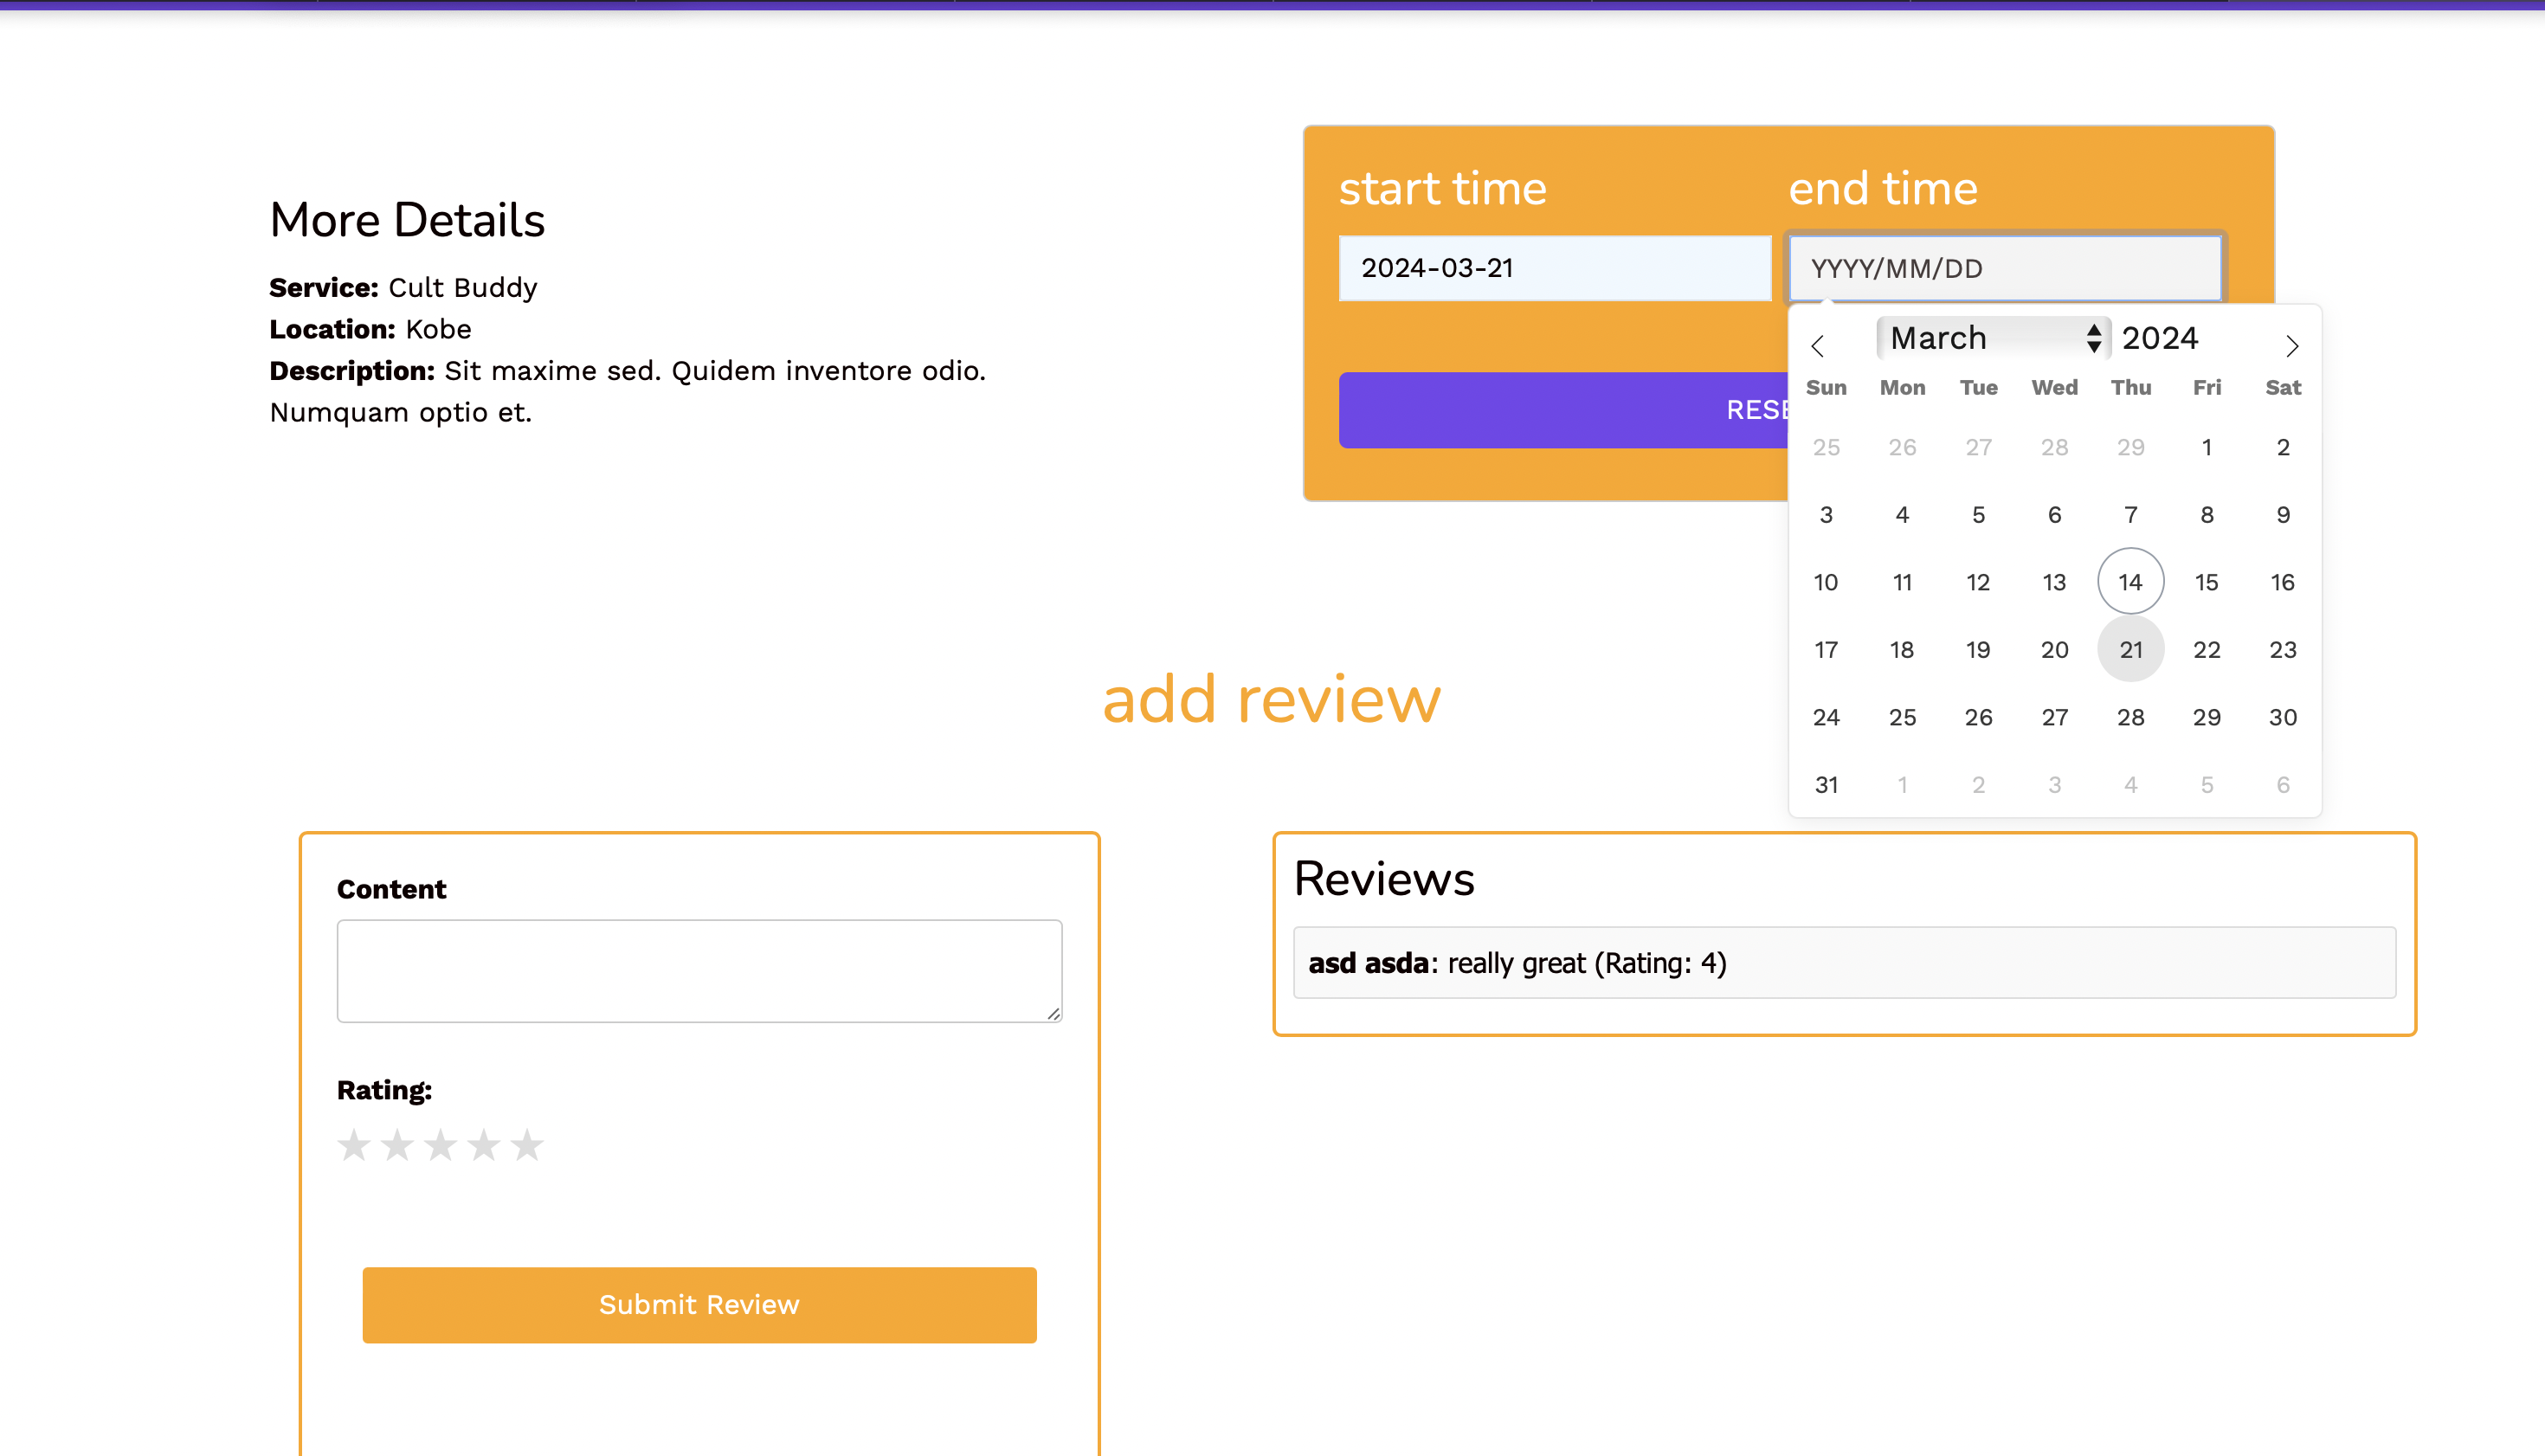 More Details
Service: Cult Buddy
Location: Kobe
Description: Sit maxime sed. Quidem inventore odio.
Numquam optio et.
start time end time
2024-03-21 YYYY/MM/DD
RESE
March 2024
Sun Mon Tue Wed Thu Fri Sat
25 26 27 28 29 1 2
3 4 5 6 7 8 9
10 11 12 13 14 15 16
17 18 19 20 21 22 23
24 25 26 27 28 29 30
31 1 2 3 4 5 6
add review
Content
Rating:
Submit Review
Reviews
asd asda: really great (Rating: 4)